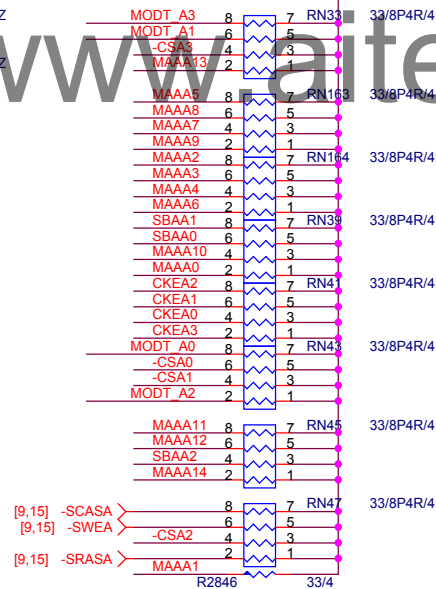 Z
MODT_A3 8 7 RN33 33/8P4R/4
MODT_A1 6 5
-CSA3 4 3
Z MAAA13 2 1
www.aite
MAAA5 8 7 RN163 33/8P4R/4
MAAA8 6 5
MAAA7 4 3
MAAA9 2 1
MAAA2 8 7 RN164 33/8P4R/4
MAAA3 6 5
MAAA4 4 3
MAAA6 2 1
SBAA1 8 7 RN39 33/8P4R/4
SBAA0 6 5
MAAA10 4 3
MAAA0 2 1
CKEA2 8 7 RN41 33/8P4R/4
CKEA1 6 5
CKEA0 4 3
CKEA3 2 1
MODT_A0 8 7 RN43 33/8P4R/4
-CSA0 6 5
-CSA1 4 3
MODT_A2 2 1
MAAA11 8 7 RN45 33/8P4R/4
MAAA12 6 5
SBAA2 4 3
MAAA14 2 1
[9,15] -SCASA 8 7 RN47 33/8P4R/4
[9,15] -SWEA 6 5
-CSA2 4 3
[9,15] -SRASA 2 1
MAAA1
R2846 33/4